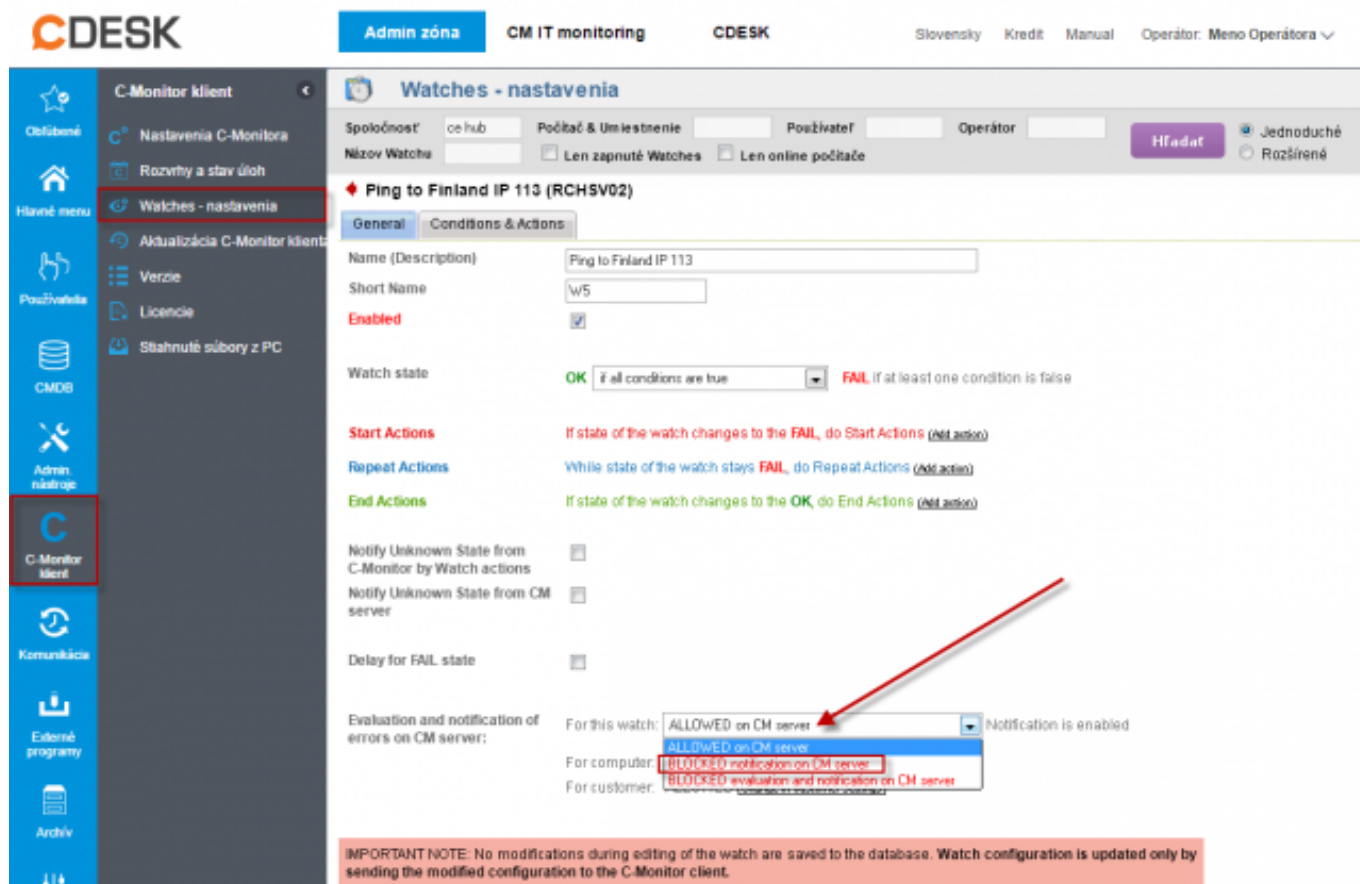 CDESK
Admin zóna
CM IT monitoring
CDESK
Slovensky
Kredit
Manual
Operátor: Meno Operátora
Obľúbené
Hlavné menu
Používatelia
CMDB
Admin. nástroje
C-Monitor klient
Komunikácia
Externé programy
Archív
C-Monitor klient
Nastavenia C-Monitora
Rozvrhy a stav úloh
Watches - nastavenia
Aktualizácia C-Monitor klienta
Verzie
Licencie
Stiahnuté súbory z PC
Watches - nastavenia
Spoločnosť ce hub Počítač & Umiestnenie Používateľ Operátor
Názov Watchu Len zapnuté Watches Len online počítače
Hľadať
Jednoduché
Rozšírené
Ping to Finland IP 113 (RCHSV02)
General Conditions & Actions
Name (Description) Ping to Finland IP 113
Short Name W5
Enabled
Watch state OK if all conditions are true FAIL if at least one condition is false
Start Actions If state of the watch changes to the FAIL, do Start Actions (Add action)
Repeat Actions While state of the watch stays FAIL, do Repeat Actions (Add action)
End Actions If state of the watch changes to the OK, do End Actions (Add action)
Notify Unknown State from
C-Monitor by Watch actions
Notify Unknown State from CM
server
Delay for FAIL state
Evaluation and notification of
errors on CM server:
For this watch: ALLOWED on CM server Notification is enabled
ALLOWED on CM server
For computer: BLOCKED notification on CM server
BLOCKED evaluation and notification on CM server
For customer:
IMPORTANT NOTE: No modifications during editing of the watch are saved to the database. Watch configuration is updated only by
sending the modified configuration to the C-Monitor client.